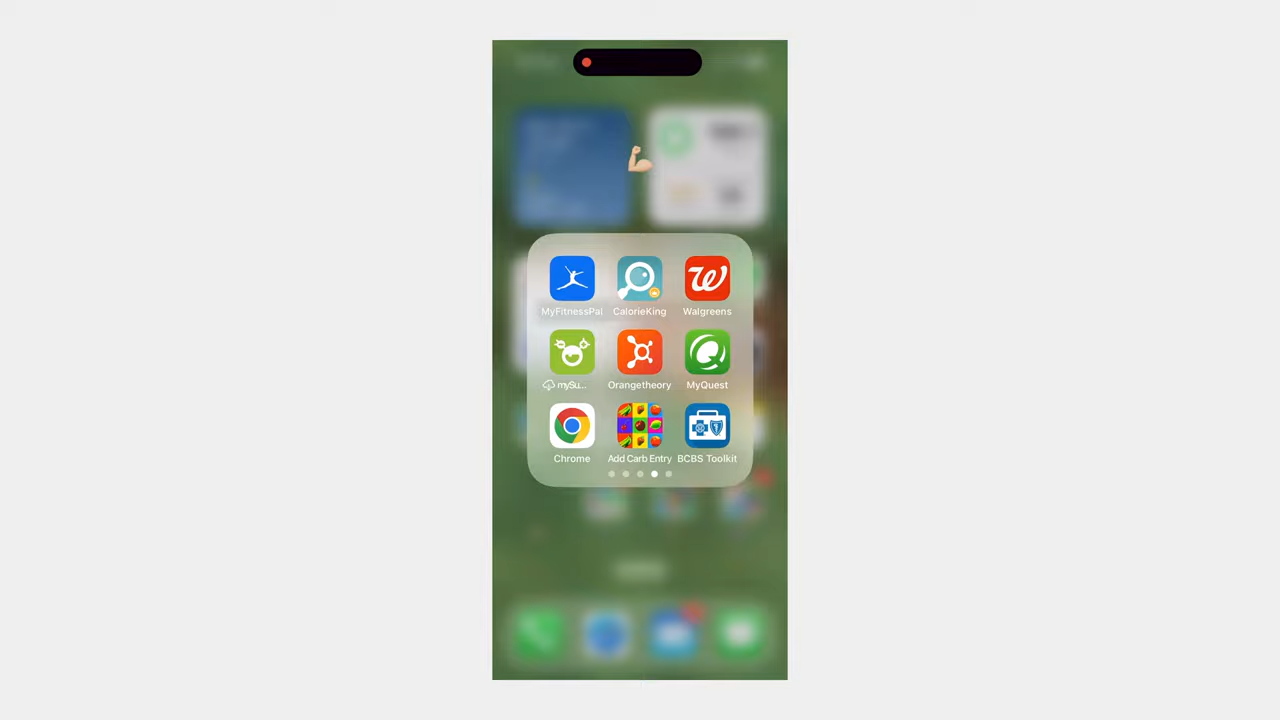 MyFitnessPal CalorieKing Walgreens
mySu... Orangetheory MyQuest
Chrome Add Carb Entry BCBS Toolkit